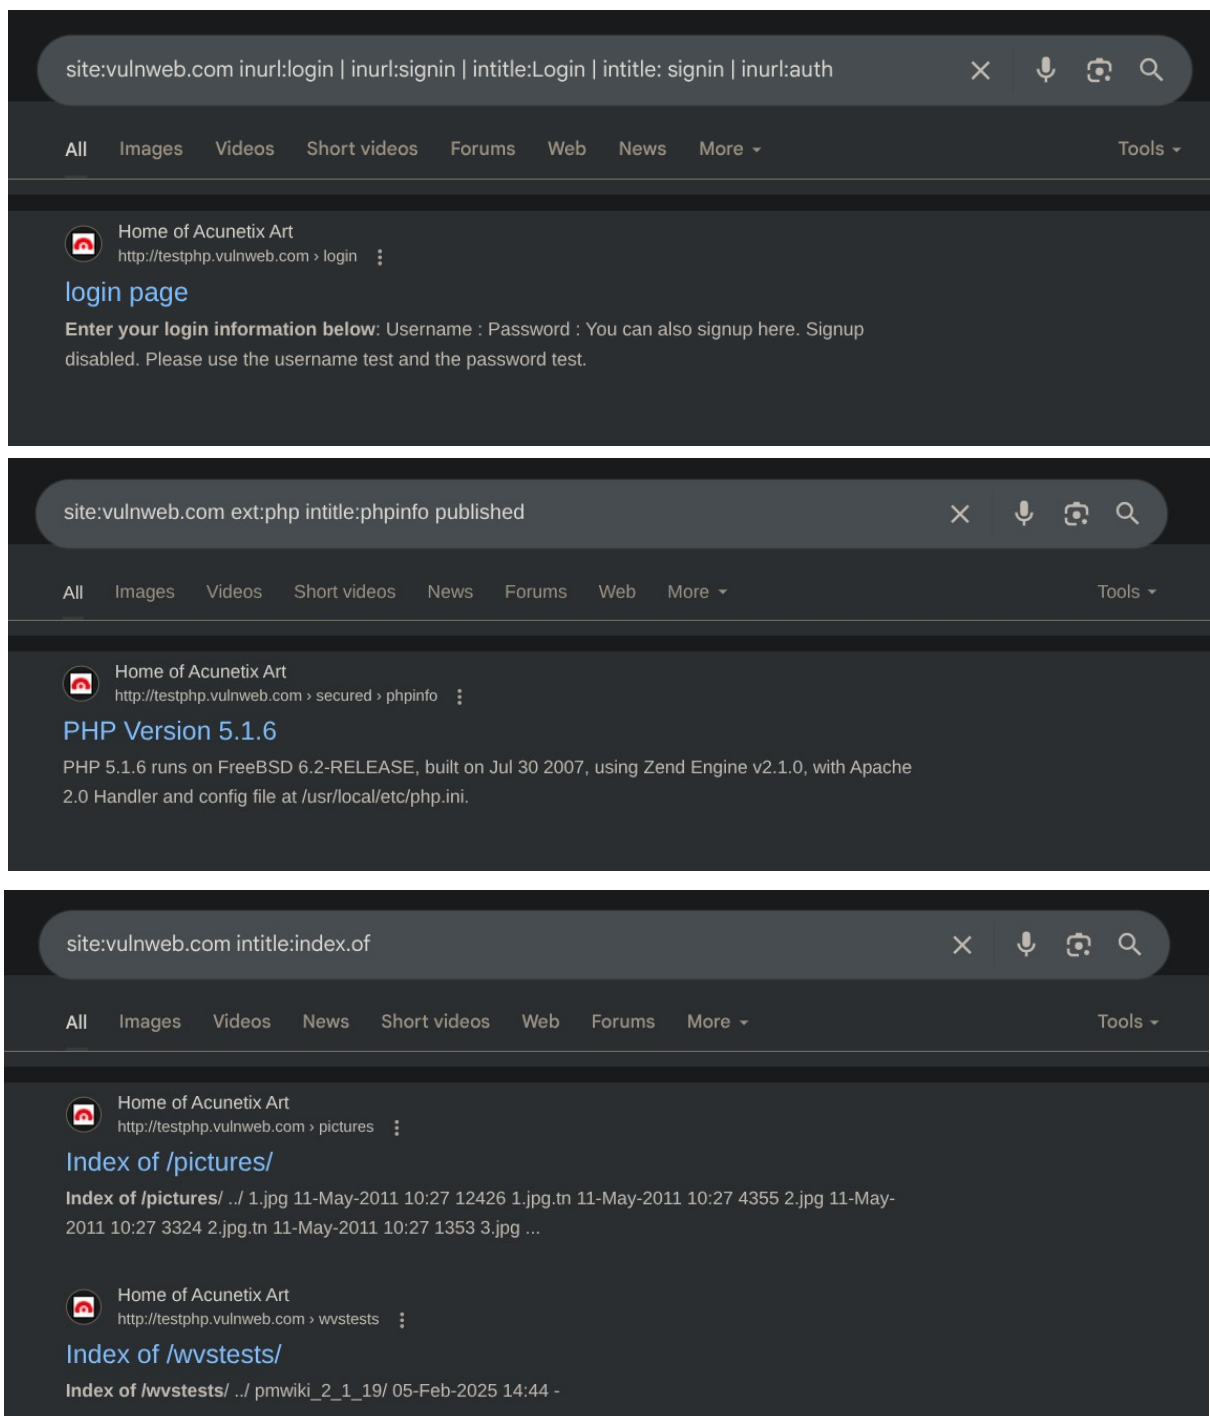 site:vulnweb.com inurl:login | inurl:signin | intitle:Login | intitle: signin | inurl:auth
All Images Videos Short videos Forums Web News More Tools
Home of Acunetix Art
http://testphp.vulnweb.com › login
login page
Enter your login information below: Username : Password : You can also signup here. Signup
disabled. Please use the username test and the password test.
site:vulnweb.com ext:php intitle:phpinfo published
All Images Videos Short videos News Forums Web More Tools
Home of Acunetix Art
http://testphp.vulnweb.com › secured › phpinfo
PHP Version 5.1.6
PHP 5.1.6 runs on FreeBSD 6.2-RELEASE, built on Jul 30 2007, using Zend Engine v2.1.0, with Apache
2.0 Handler and config file at /usr/local/etc/php.ini.
site:vulnweb.com intitle:index.of
All Images Videos News Short videos Web Forums More Tools
Home of Acunetix Art
http://testphp.vulnweb.com › pictures
Index of /pictures/
Index of /pictures/ ../ 1.jpg 11-May-2011 10:27 12426 1.jpg.tn 11-May-2011 10:27 4355 2.jpg 11-May-
2011 10:27 3324 2.jpg.tn 11-May-2011 10:27 1353 3.jpg ...
Home of Acunetix Art
http://testphp.vulnweb.com › wvstests
Index of /wvstests/
Index of /wvstests/ ../ pmwiki_2_1_19/ 05-Feb-2025 14:44 -